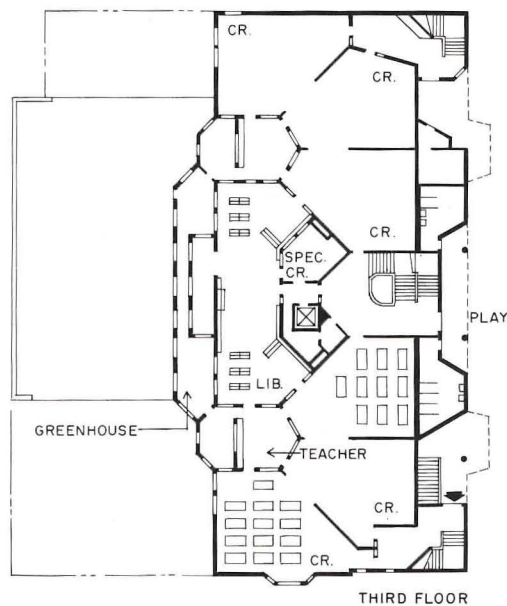 CR.
CR.
CR.
SPEC.
CR.
PLAY
LIB.
GREENHOUSE
TEACHER
CR.
CR.
THIRD FLOOR